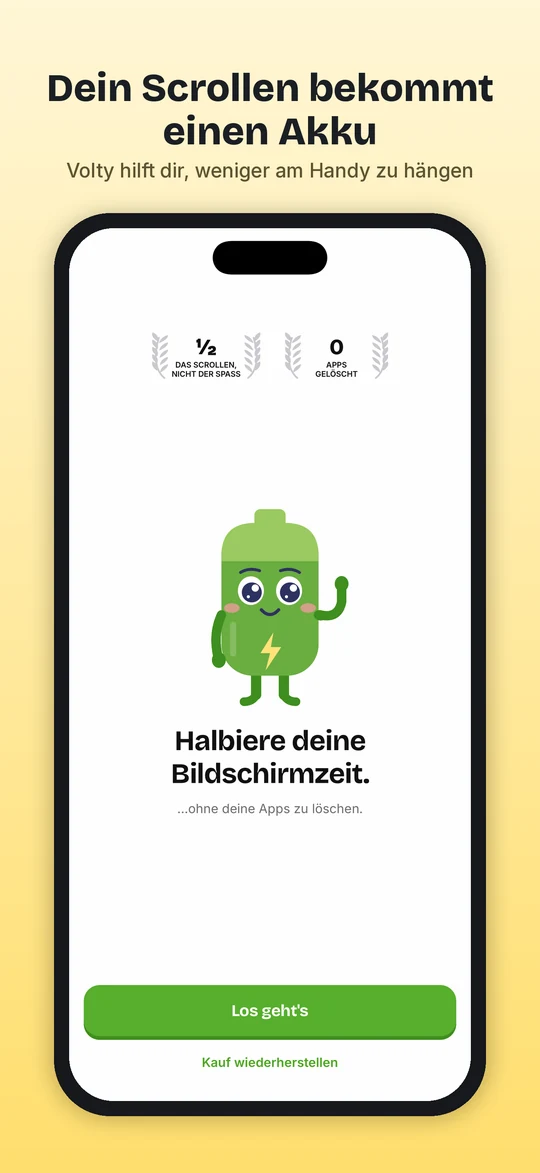 Dein Scrollen bekommt
einen Akku
Volty hilft dir, weniger am Handy zu hängen
½
DAS SCROLLEN,
NICHT DER SPASS
0
APPS
GELÖSCHT
Halbiere deine
Bildschirmzeit.
...ohne deine Apps zu löschen.
Los geht's
Kauf wiederherstellen